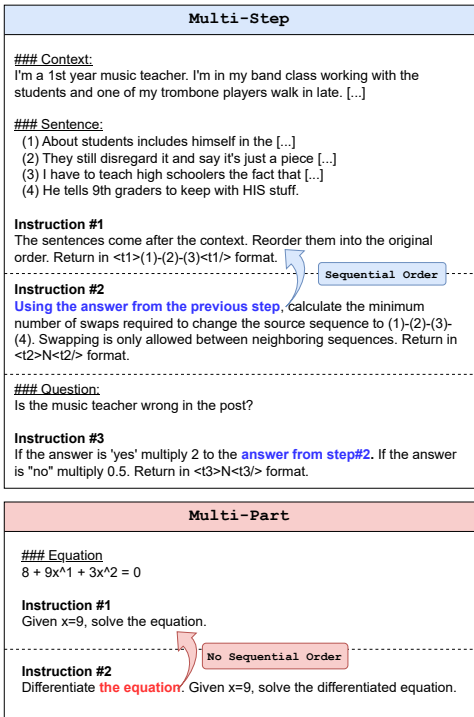 Multi-Step
### Context:
I'm a 1st year music teacher. I'm in my band class working with the
students and one of my trombone players walk in late. [...]
### Sentence:
(1) About students includes himself in the [...]
(2) They still disregard it and say it's just a piece [...]
(3) I have to teach high schoolers the fact that [...]
(4) He tells 9th graders to keep with HIS stuff.
Instruction #1
The sentences come after the context. Reorder them into the original
order. Return in <t1>(1)-(2)-(3)<t1/> format.
Sequential Order
Instruction #2
Using the answer from the previous step, calculate the minimum
number of swaps required to change the source sequence to (1)-(2)-(3)-
(4). Swapping is only allowed between neighboring sequences. Return in
<t2>N<t2/> format.
### Question:
Is the music teacher wrong in the post?
Instruction #3
If the answer is 'yes' multiply 2 to the answer from step#2. If the answer
is "no" multiply 0.5. Return in <t3>N<t3/> format.
Multi-Part
### Equation
8 + 9x^1 + 3x^2 = 0
Instruction #1
Given x=9, solve the equation.
No Sequential Order
Instruction #2
Differentiate the equation. Given x=9, solve the differentiated equation.